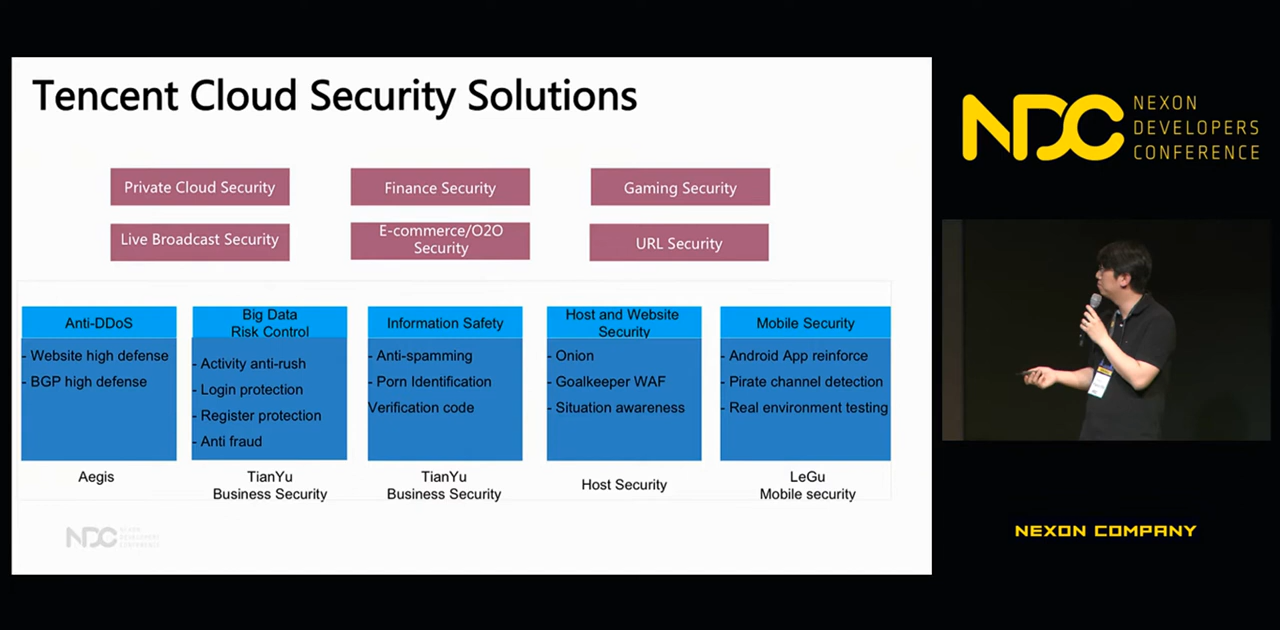 Tencent Cloud Security Solutions
NDC
NEXON
DEVELOPERS
CONFERENCE
Private Cloud Security
Finance Security
Gaming Security
Live Broadcast Security
E-commerce/O2O
Security
URL Security
Anti-DDoS
- Website high defense
- BGP high defense
Aegis
Big Data
Risk Control
- Activity anti-rush
- Login protection
- Register protection
- Anti fraud
TianYu
Business Security
Information Safety
- Anti-spamming
- Porn Identification
Verification code
TianYu
Business Security
Host and Website
Security
- Onion
- Goalkeeper WAF
- Situation awareness
Host Security
Mobile Security
- Android App reinforce
- Pirate channel detection
- Real environment testing
LeGu
Mobile security
NDC
NEXON
DEVELOPERS
CONFERENCE
NEXON COMPANY